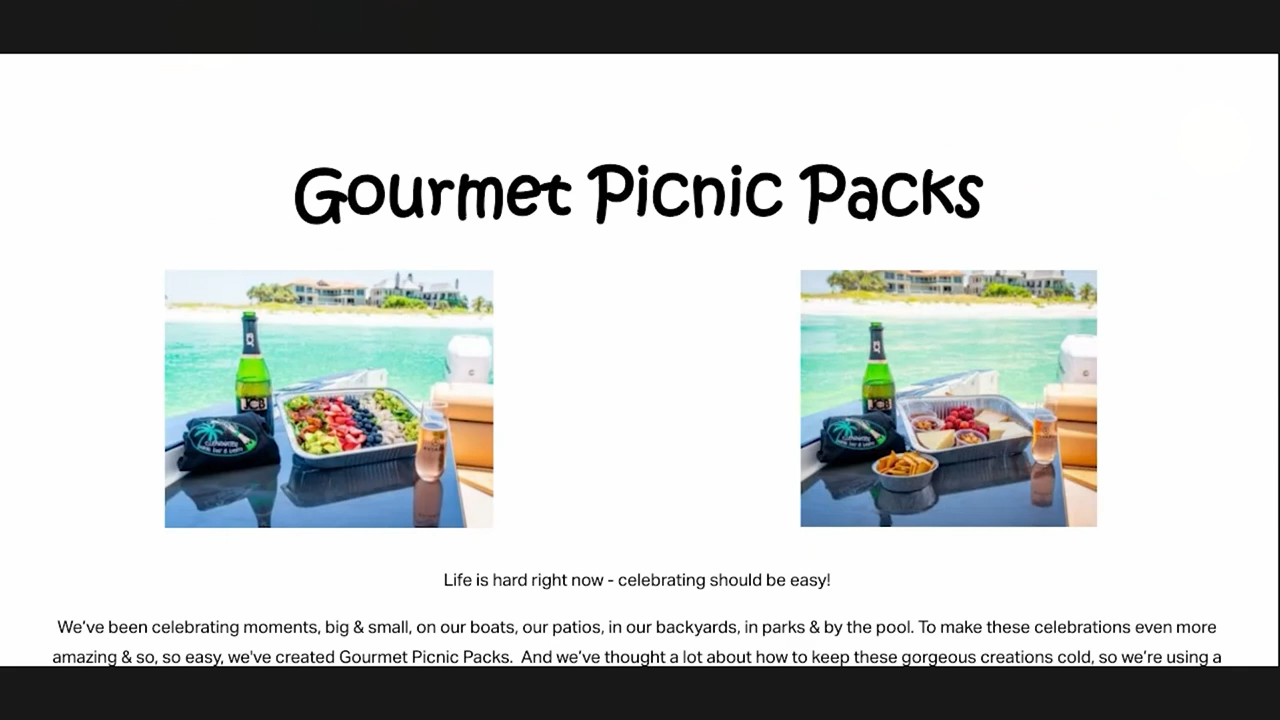 Gourmet Picnic Packs
JCB
JCB
Life is hard right now - celebrating should be easy!
We've been celebrating moments, big & small, on our boats, our patios, in our backyards, in parks & by the pool. To make these celebrations even more
amazing & so, so easy, we've created Gourmet Picnic Packs.  And we've thought a lot about how to keep these gorgeous creations cold, so we're using a